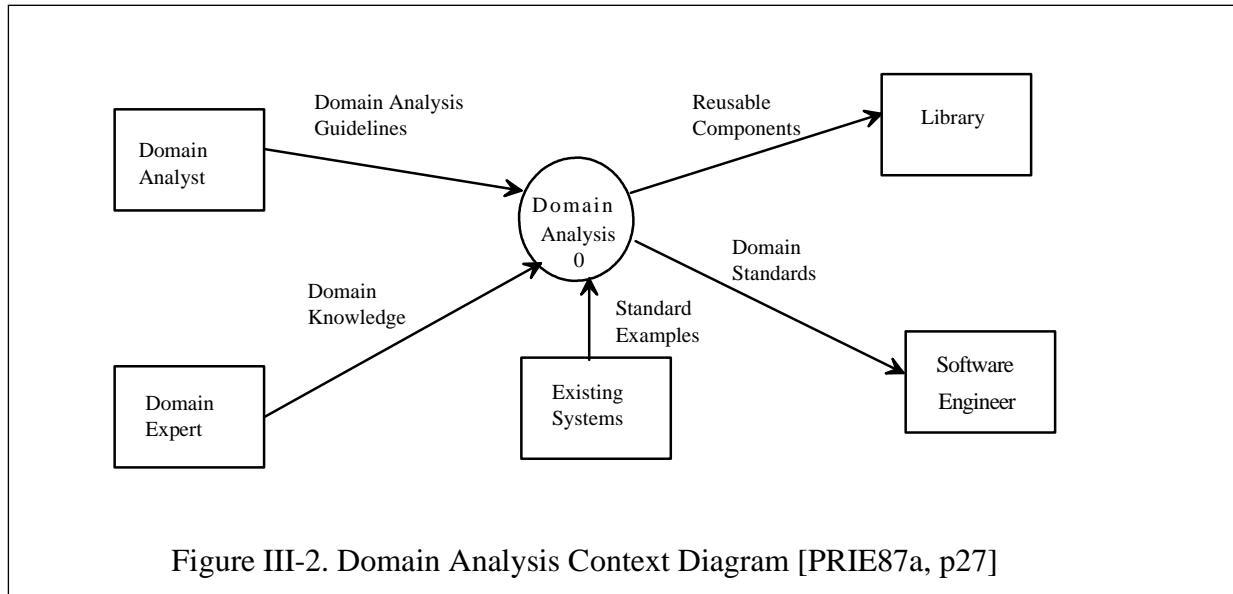 Domain Analysis
Guidelines
Reusable
Components
Library
Domain
Analyst
Domain
Analysis
0
Domain
Standards
Domain
Knowledge
Standard
Examples
Software
Engineer
Existing
Systems
Domain
Expert
Figure III-2. Domain Analysis Context Diagram [PRIE87a, p27]